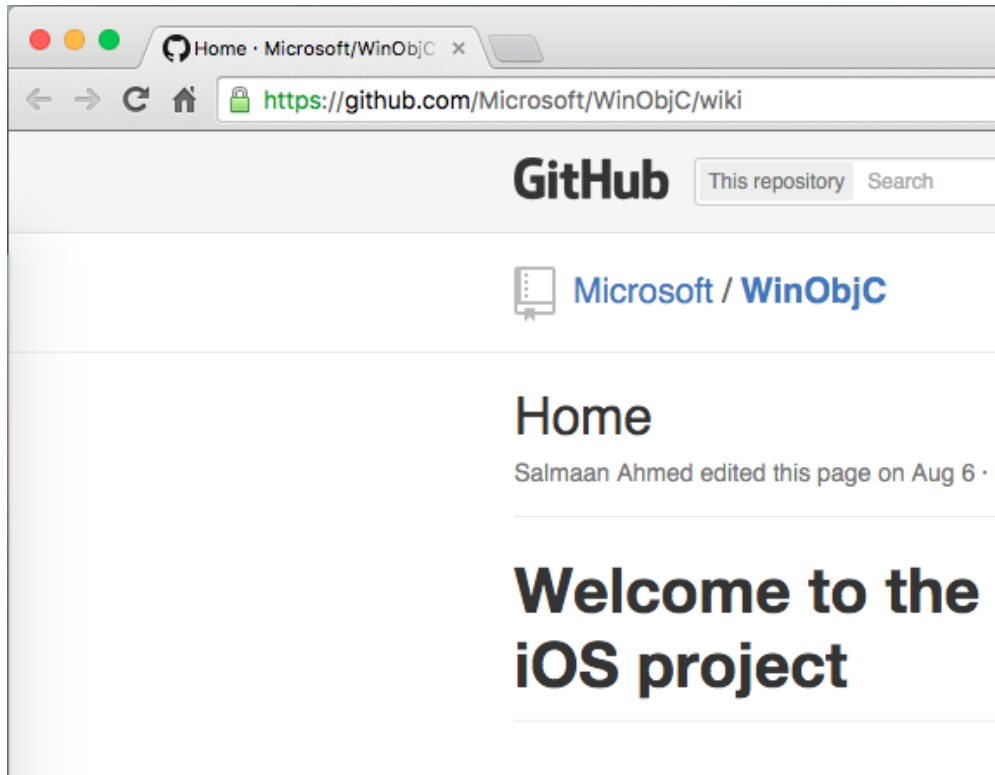 Home · Microsoft/WinObjC
https://github.com/Microsoft/WinObjC/wiki
GitHub This repository Search
Microsoft / WinObjC
Home
Salmaan Ahmed edited this page on Aug 6 ·
Welcome to the
iOS project